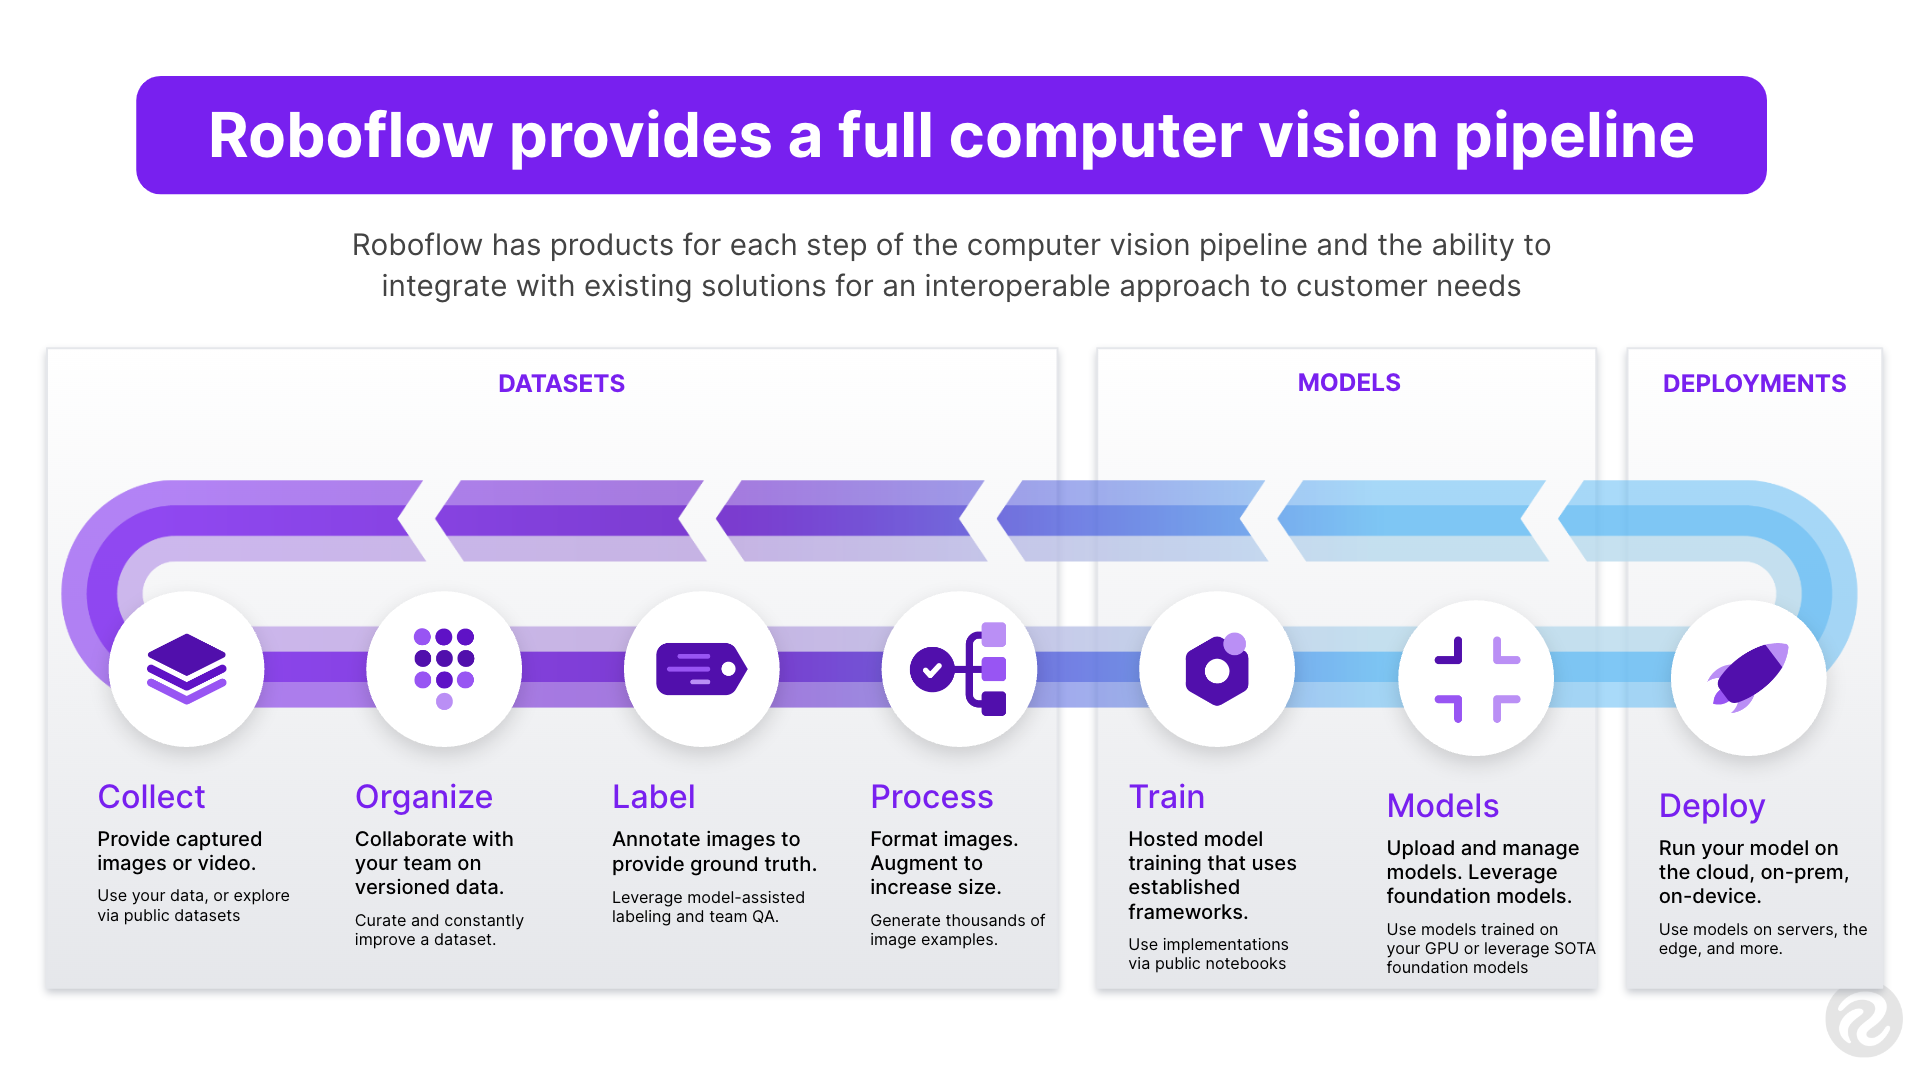 Roboflow provides a full computer vision pipeline
Roboflow has products for each step of the computer vision pipeline and the ability to
integrate with existing solutions for an interoperable approach to customer needs
DATASETS
Collect
Provide captured
images or video.
Use your data, or explore
via public datasets
Organize
Collaborate with
your team on
versioned data.
Curate and constantly
improve a dataset.
Label
Annotate images to
provide ground truth.
Leverage model-assisted
labeling and team QA.
Process
Format images.
Augment to
increase size.
Generate thousands of
image examples.
MODELS
Train
Hosted model
training that uses
established
frameworks.
Use implementations
via public notebooks
Models
Upload and manage
models. Leverage
foundation models.
Use models trained on
your GPU or leverage SOTA
foundation models
DEPLOYMENTS
Deploy
Run your model on
the cloud, on-prem,
on-device.
Use models on servers, the
edge, and more.